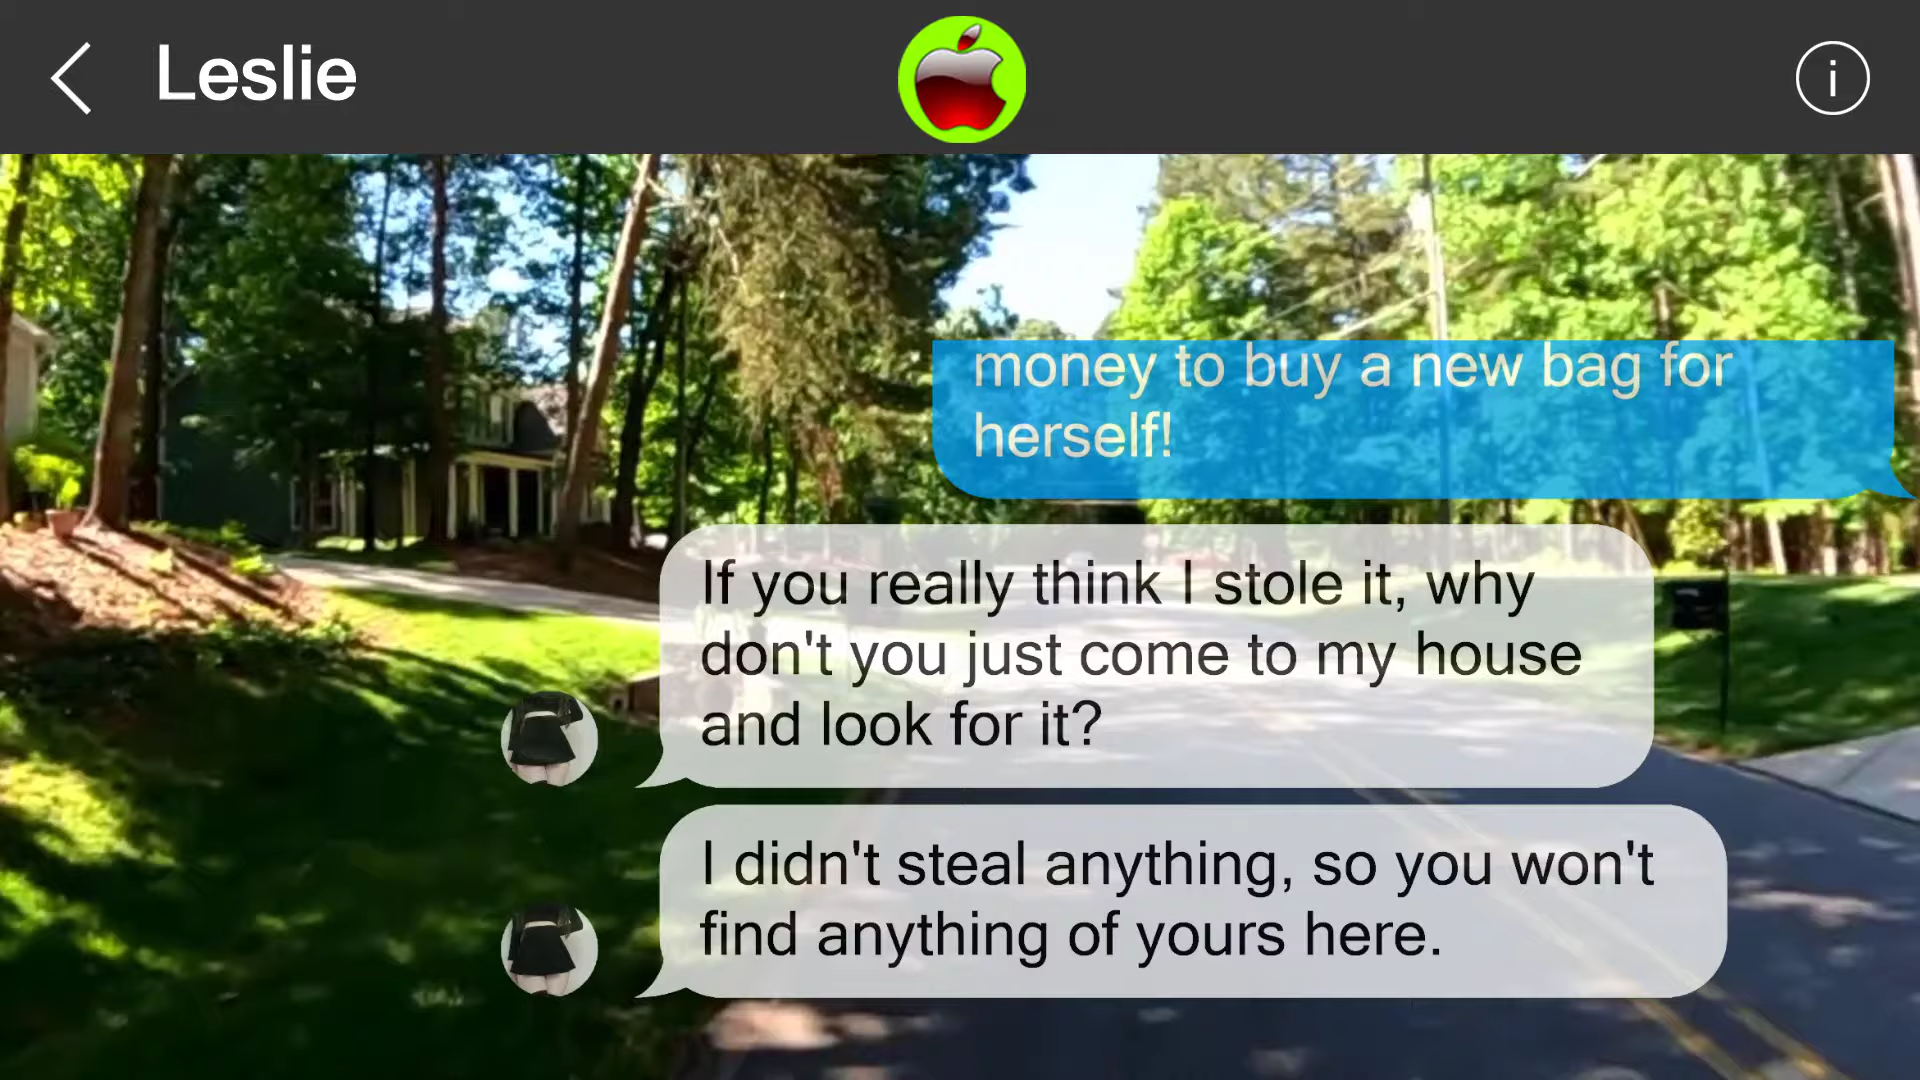 Leslie
i
money to buy a new bag for
herself!
If you really think I stole it, why
don't you just come to my house
and look for it?
I didn't steal anything, so you won't
find anything of yours here.